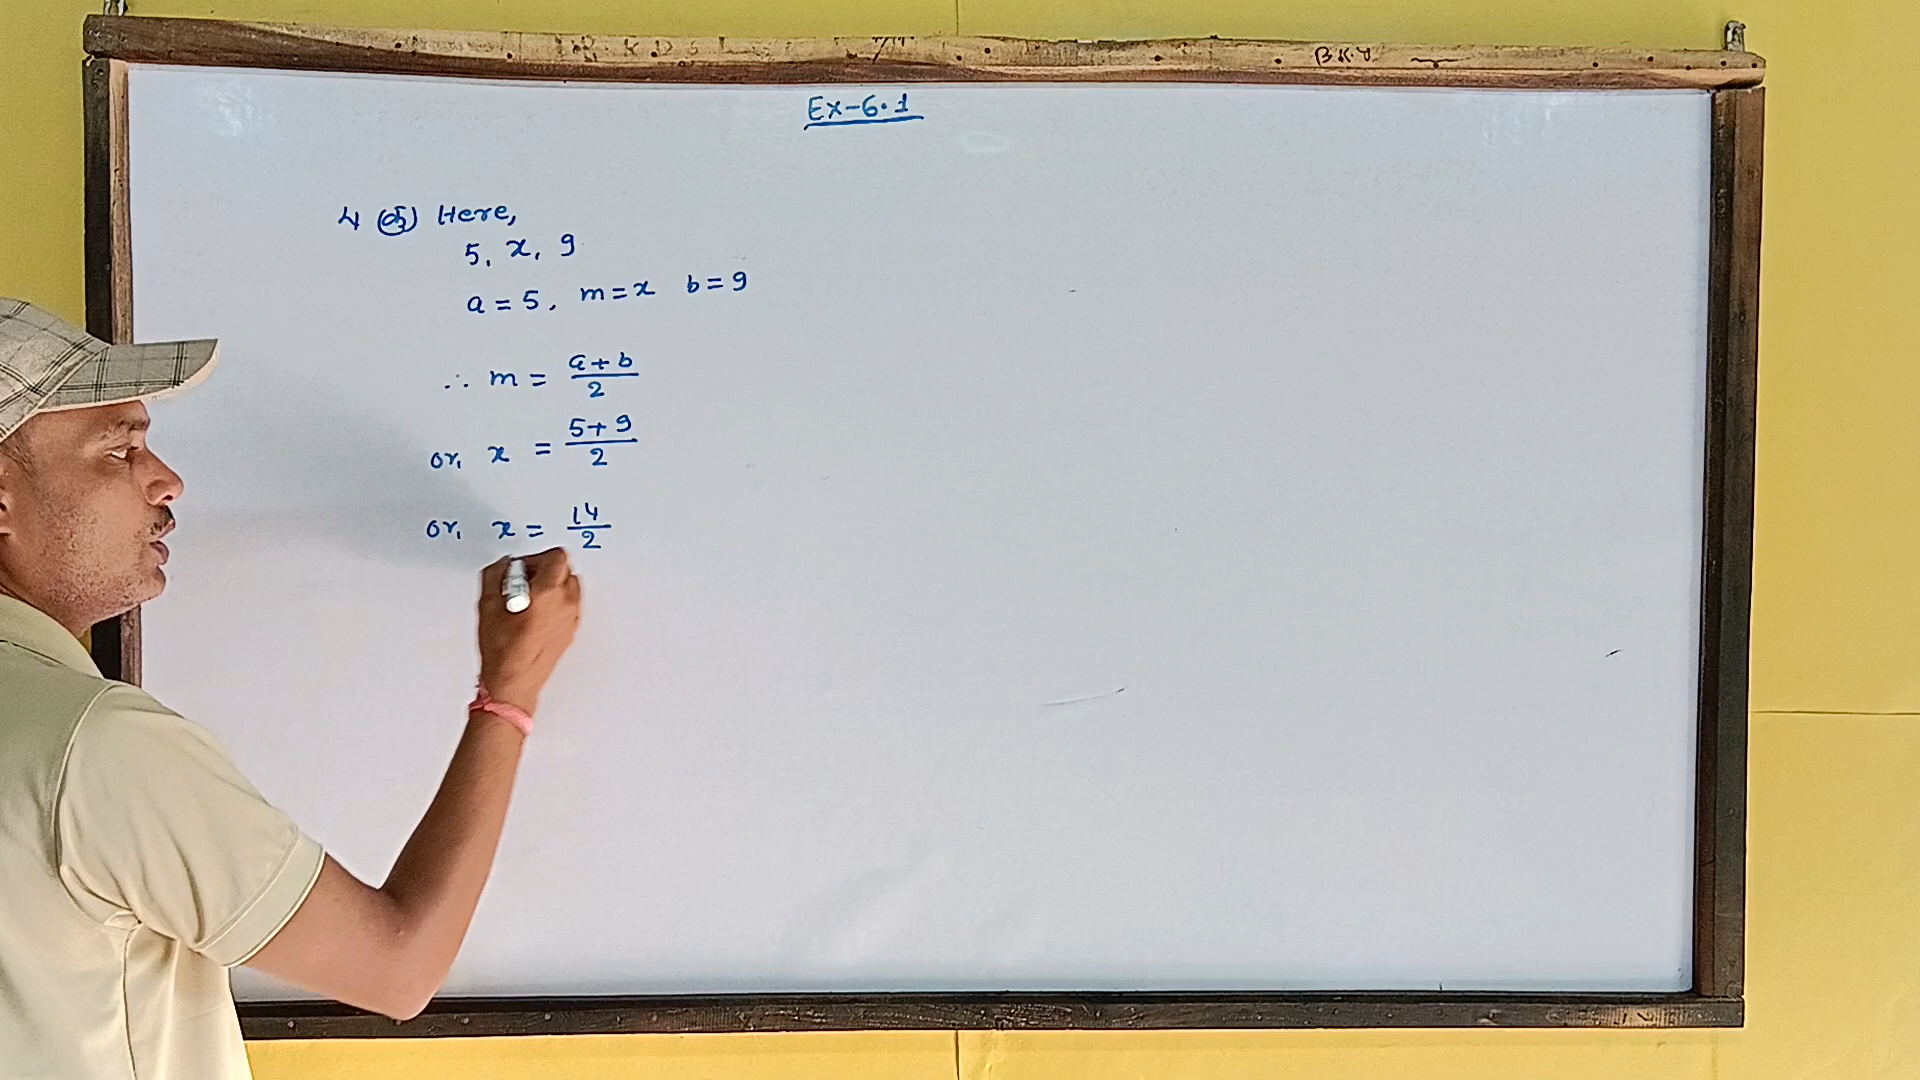 B.K.Y
Ex-6.1
4 (क) Here,
5, x, 9
a = 5, m = x b = 9
∴ m = a + b / 2
or, x = 5 + 9 / 2
or, x = 14 / 2